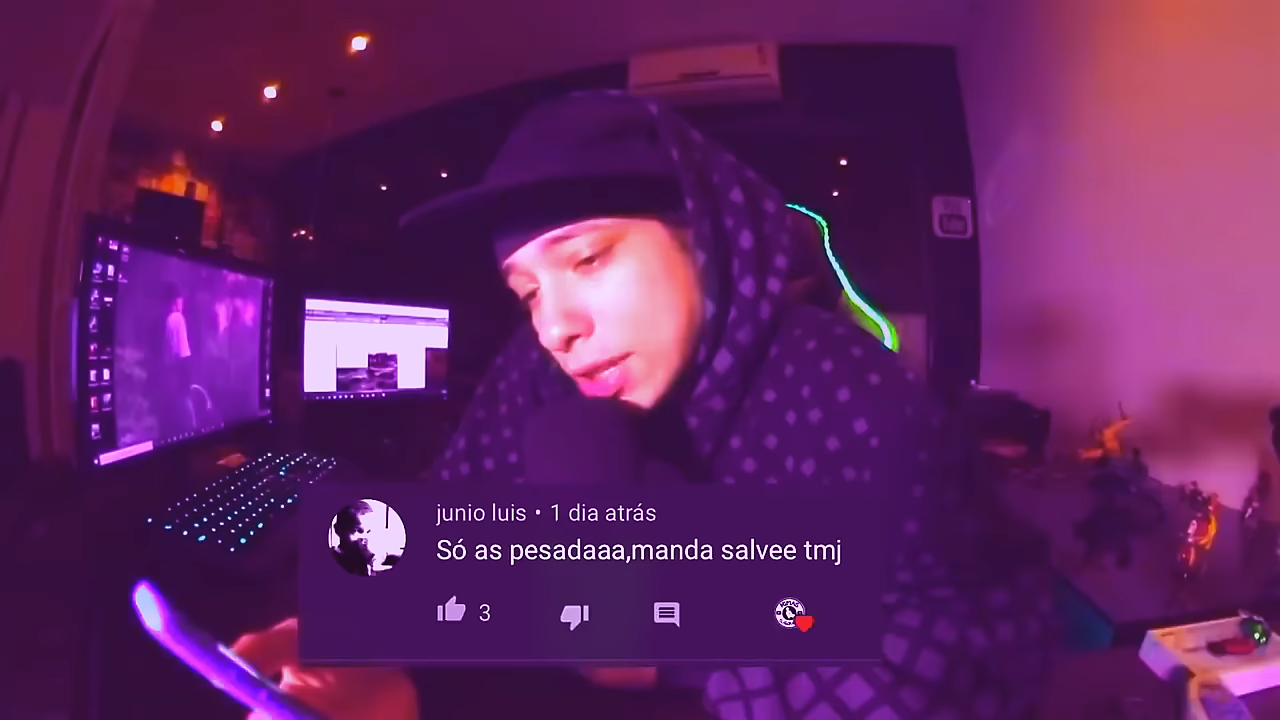 junio luis • 1 dia atrás
Só as pesadaaa,manda salvee tmj
3